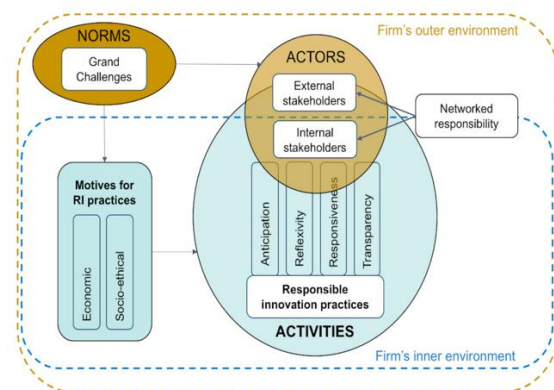 Firm's outer environment
NORMS
Grand
Challenges
ACTORS
External
stakeholders
Internal
stakeholders
Networked
responsibility
Motives for
RI practices
Economic
Socio-ethical
Anticipation
Reflexivity
Responsiveness
Transparency
Responsible
innovation practices
ACTIVITIES
Firm's inner environment